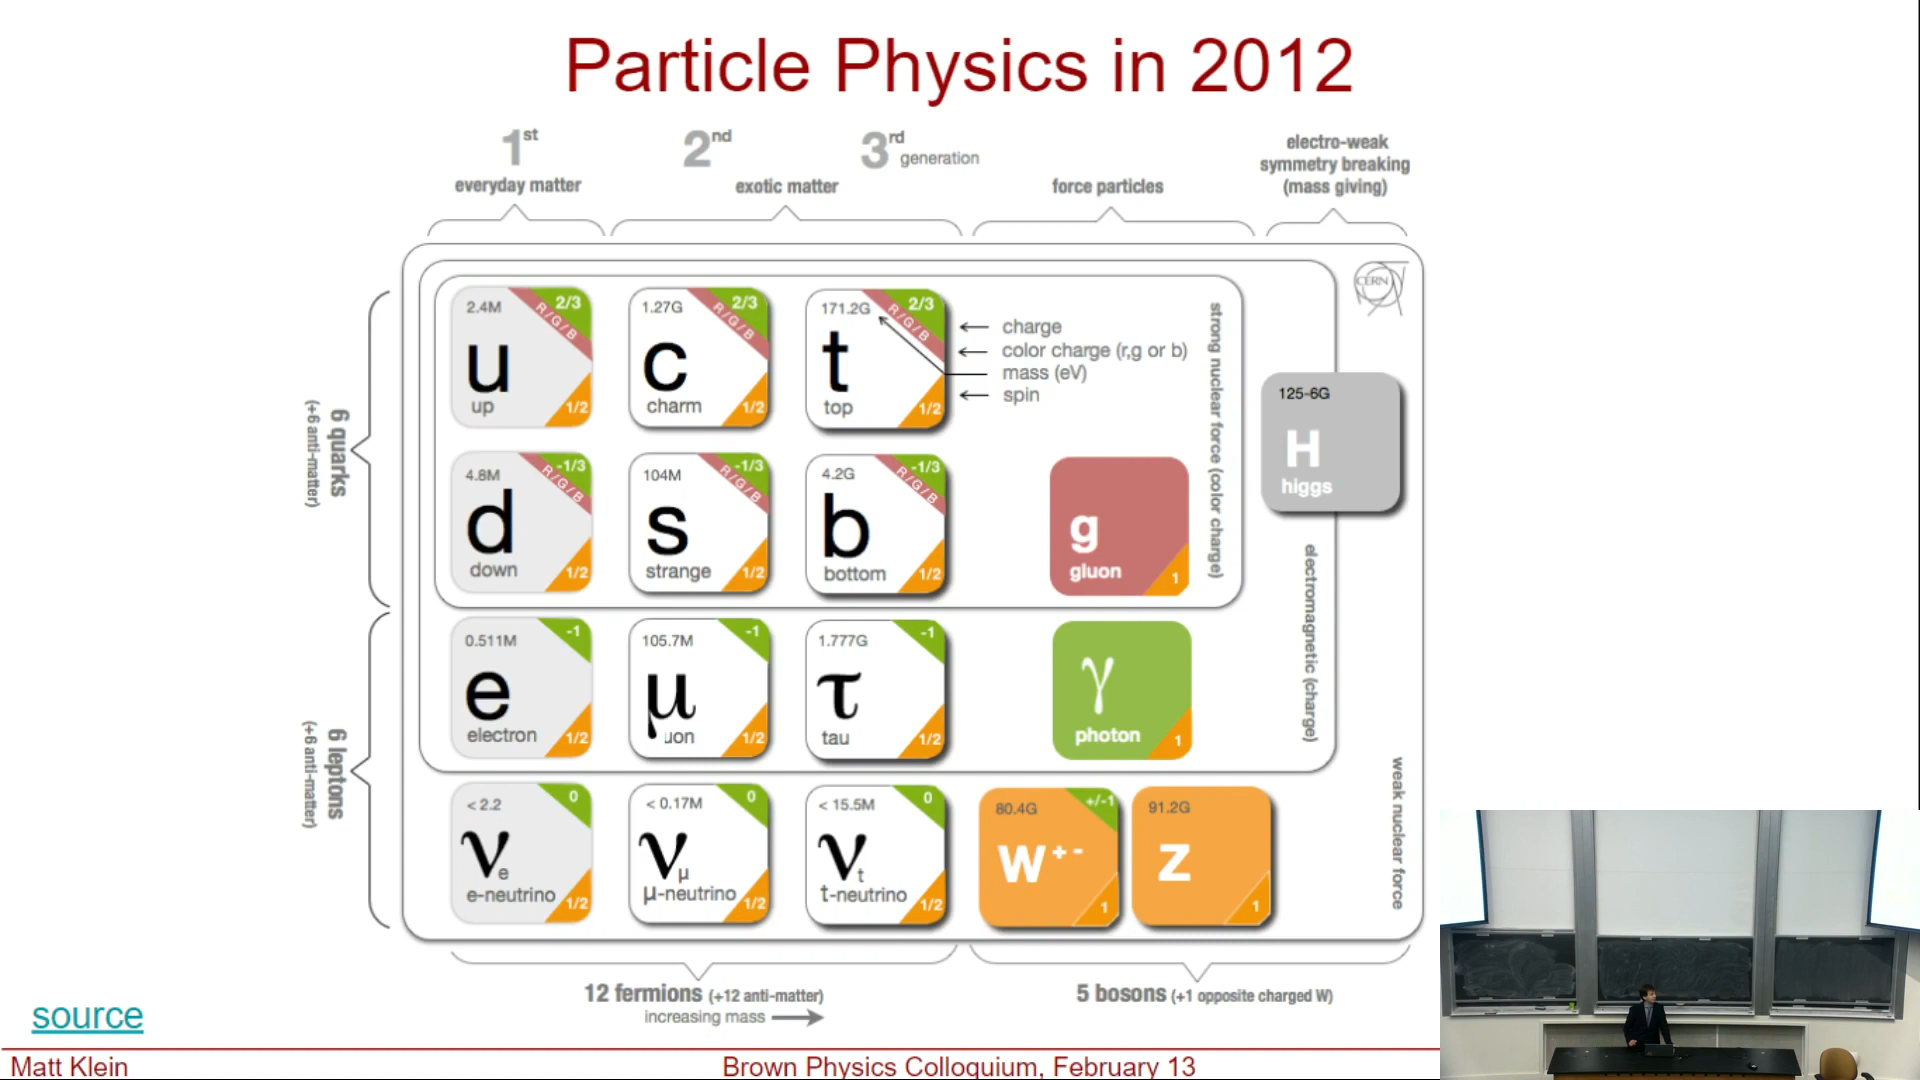 Particle Physics in 2012
1st
2nd
3rd generation
everyday matter
exotic matter
force particles
electro-weak
symmetry breaking
(mass giving)
CERN
6 quarks
(+6 anti-matter)
2.4M
2/3
R/G/B
u
up
1/2
1.27G
2/3
R/G/B
c
charm
1/2
171.2G
2/3
R/G/B
t
top
1/2
charge
color charge (r,g or b)
mass (eV)
spin
strong nuclear force (color charge)
125-6G
H
higgs
4.8M
-1/3
R/G/B
d
down
1/2
104M
-1/3
R/G/B
s
strange
1/2
4.2G
-1/3
R/G/B
b
bottom
1/2
g
gluon
1
electromagnetic (charge)
6 leptons
(+6 anti-matter)
0.511M
-1
e
electron
1/2
105.7M
-1
μ
uon
1/2
1.777G
-1
τ
tau
1/2
γ
photon
1
weak nuclear force
< 2.2
0
νe
e-neutrino
1/2
< 0.17M
0
νμ
μ-neutrino
1/2
< 15.5M
0
νt
t-neutrino
1/2
80.4G
+/-1
W+-
1
91.2G
Z
1
12 fermions (+12 anti-matter)
increasing mass
5 bosons (+1 opposite charged W)
source
Matt Klein
Brown Physics Colloquium, February 13